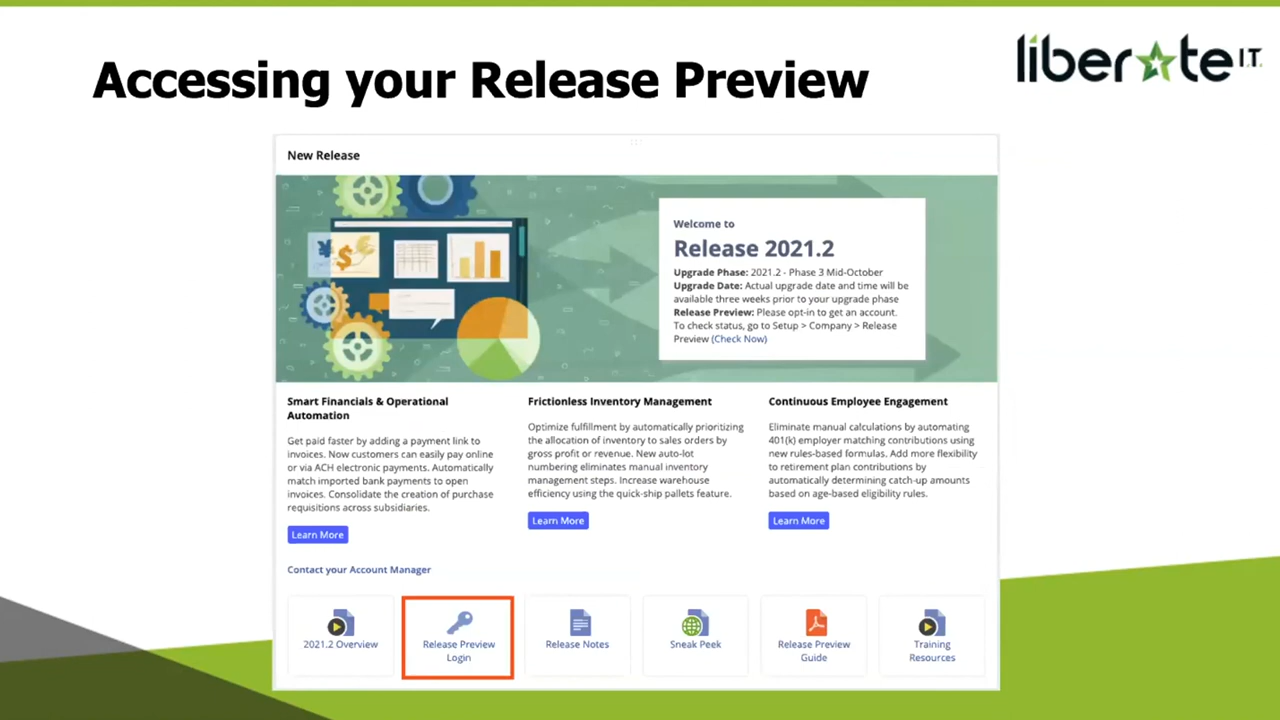 Accessing your Release Preview
liberate I.T.
New Release
Welcome to
Release 2021.2
Upgrade Phase: 2021.2 - Phase 3 Mid-October
Upgrade Date: Actual upgrade date and time will be
available three weeks prior to your upgrade phase
Release Preview: Please opt-in to get an account.
To check status, go to Setup > Company > Release
Preview (Check Now)
Smart Financials & Operational
Automation
Get paid faster by adding a payment link to
invoices. Now customers can easily pay online
or via ACH electronic payments. Automatically
match imported bank payments to open
invoices. Consolidate the creation of purchase
requisitions across subsidiaries.
Learn More
Frictionless Inventory Management
Optimize fulfillment by automatically prioritizing
the allocation of inventory to sales orders by
gross profit or revenue. New auto-lot
numbering eliminates manual inventory
management steps. Increase warehouse
efficiency using the quick-ship pallets feature.
Learn More
Continuous Employee Engagement
Eliminate manual calculations by automating
401(k) employer matching contributions using
new rules-based formulas. Add more flexibility
to retirement plan contributions by
automatically determining catch-up amounts
based on age-based eligibility rules.
Learn More
Contact your Account Manager
2021.2 Overview
Release Preview
Login
Release Notes
Sneak Peek
Release Preview
Guide
Training
Resources